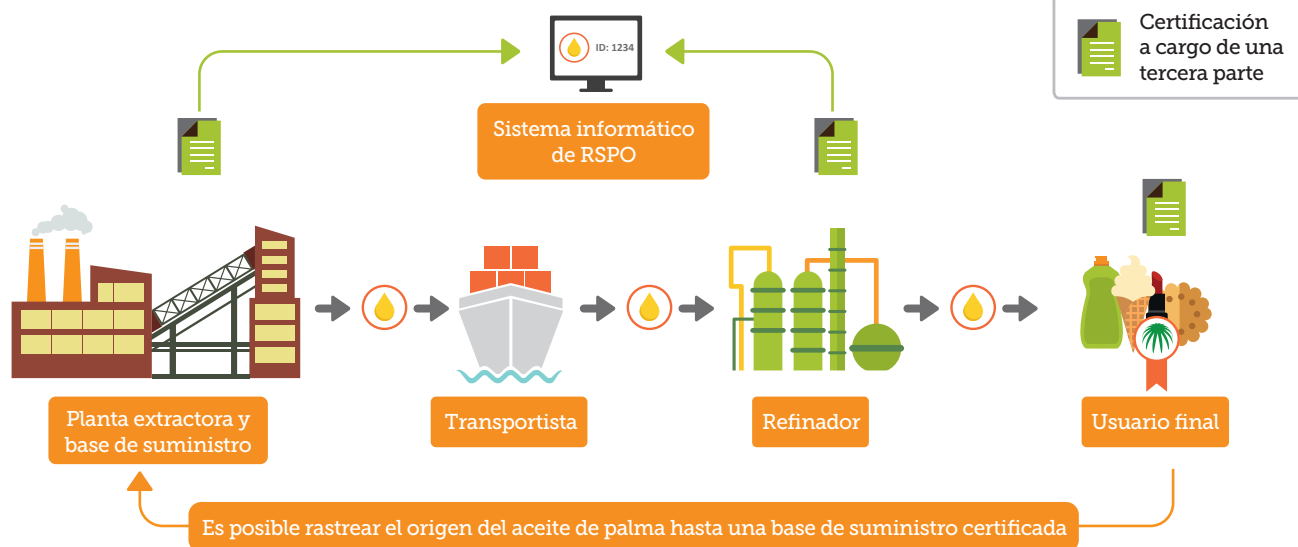 ID: 1234
Certificación
a cargo de una
tercera parte
Sistema informático
de RSPO
Planta extractora y
base de suministro
Transportista
Refinador
Usuario final
Es posible rastrear el origen del aceite de palma hasta una base de suministro certificada